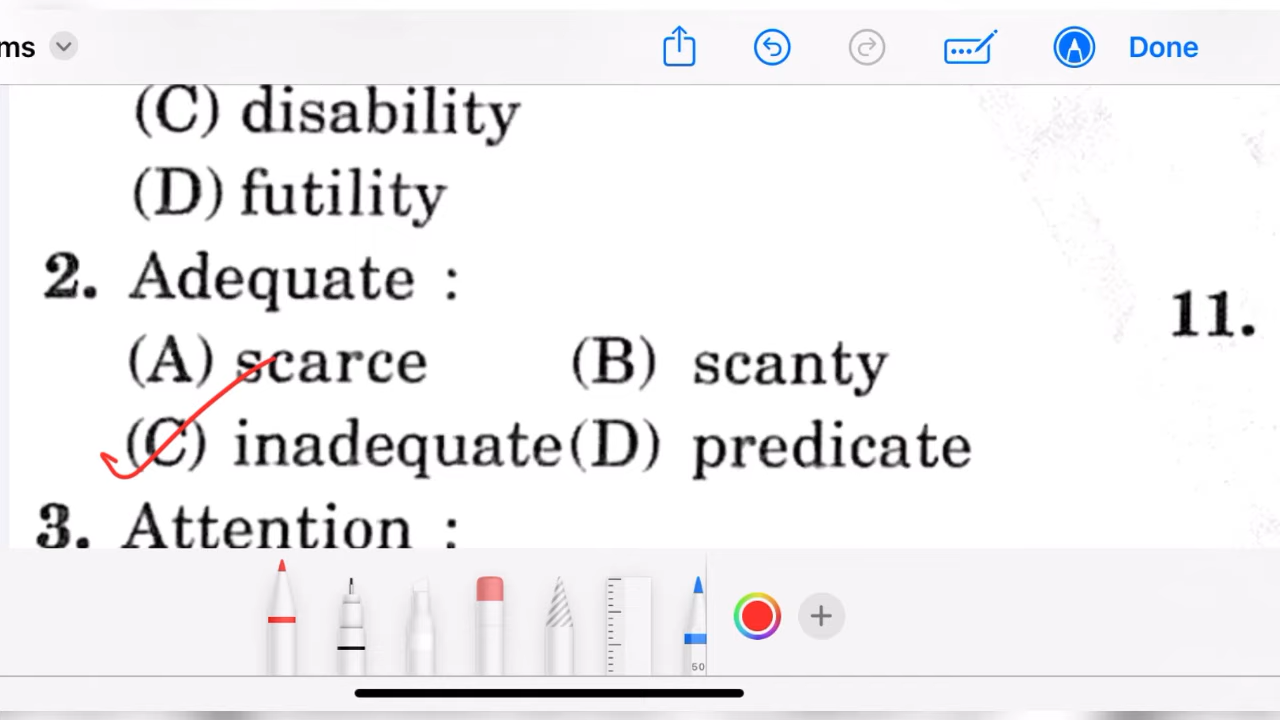 ms
Done
(C) disability
(D) futility
2. Adequate :
11.
(A) scarce (B) scanty
(C) inadequate (D) predicate
3. Attention :
50